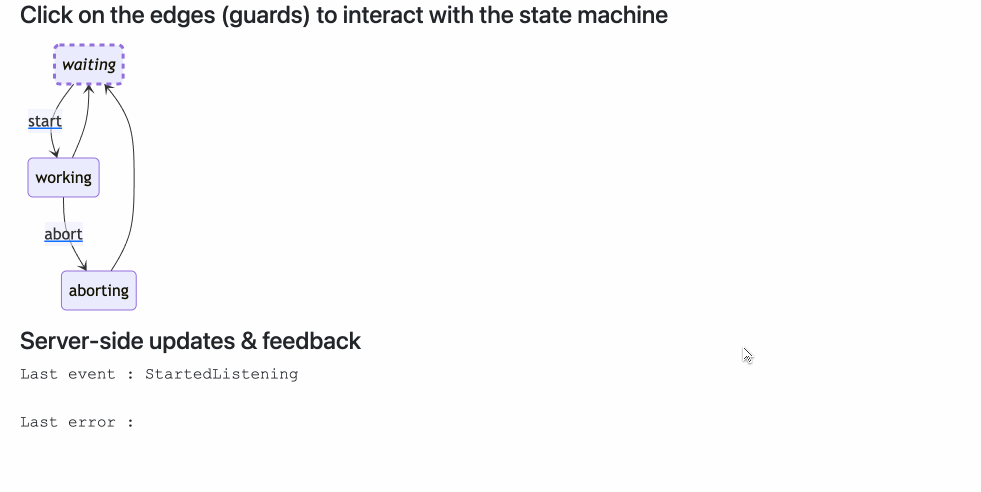 Click on the edges (guards) to interact with the state machine
waiting
start
working
abort
aborting
Server-side updates & feedback
Last event : StartedListening
Last error :